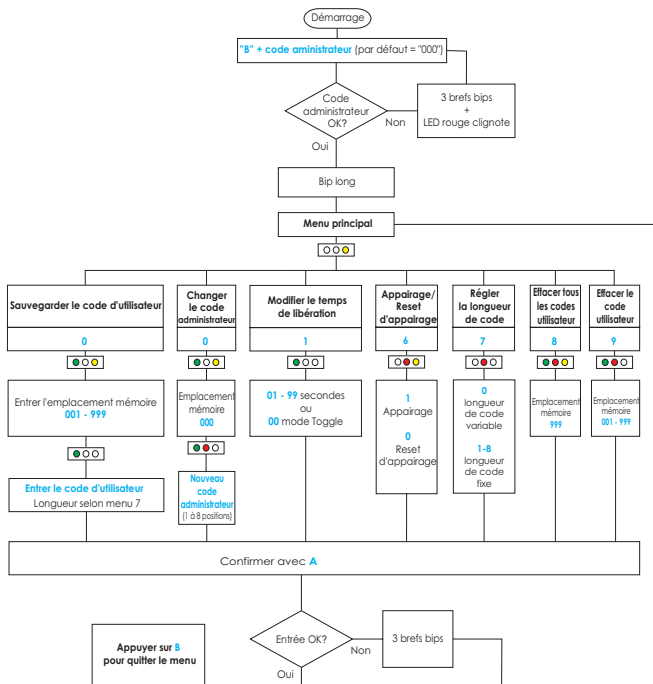 Démarrage
"B" + code aministrateur (par défaut = "000")
Code
administrateur
OK?
Non
3 brefs bips
+
LED rouge clignote
Oui
Bip long
Menu principal
Sauvegarder le code d'utilisateur
0
Changer
le code
administrateur
0
Modifier le temps
de libération
1
Appairage/
Reset
d'appairage
6
Régler
la longueur
de code
7
Effacer tous
les codes
utilisateur
8
Effacer le
code
utilisateur
9
Entrer l'emplacement mémoire
001 - 999
Emplacement
mémoire
000
01 - 99 secondes
ou
00 mode Toggle
1
Appairage
0
Reset
d'appairage
0
longueur
de code
variable
1-8
longueur
de code
fixe
Emplacement
mémoire
999
Emplacement
mémoire
001 - 999
Entrer le code d'utilisateur
Longueur selon menu 7
Nouveau
code
administrateur
(1 à 8 positions)
Confirmer avec A
Appuyer sur B
pour quitter le menu
Entrée OK?
Non
3 brefs bips
Oui